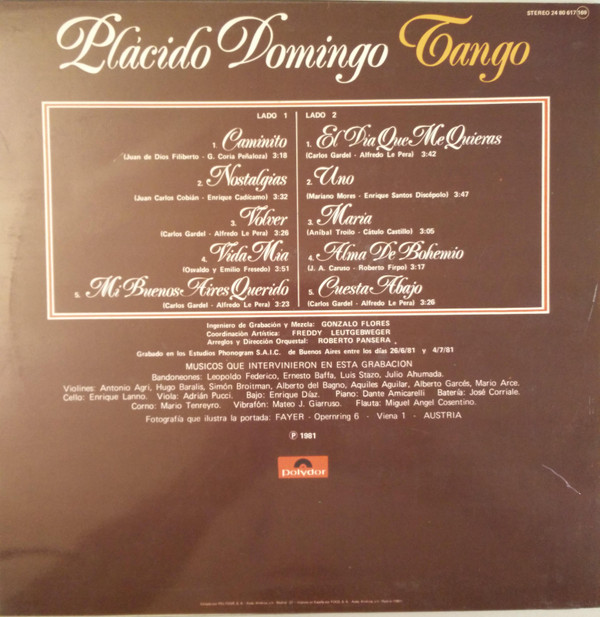 STEREO 24 80 617 169
Plácido Domingo Tango
LADO 1
1. Caminito
(Juan de Dios Filiberto - G. Coria Peñaloza) 3:18
2. Nostalgias
(Juan Carlos Cobián - Enrique Cadícamo) 3:32
3. Volver
(Carlos Gardel - Alfredo Le Pera) 3:26
4. Vida Mia
(Osvaldo y Emilio Fresedo) 3:51
5. Mi Buenos Aires Querido
(Carlos Gardel - Alfredo Le Pera) 3:23
LADO 2
1. El Dia Que Me Quieras
(Carlos Gardel - Alfredo Le Pera) 3:42
2. Uno
(Mariano Mores - Enrique Santos Discépolo) 3:47
3. Maria
(Anibal Troilo - Cátulo Castillo) 3:05
4. Alma De Bohemio
(J. A. Caruso - Roberto Firpo) 3:17
5. Cuesta Abajo
(Carlos Gardel - Alfredo Le Pera) 3:26
Ingeniero de Grabación y Mezcla: GONZALO FLORES
Coordinación Artística: FREDDY LEUTGEBWEGER
Arreglos y Dirección Orquestal: ROBERTO PANSERA
Grabado en los Estudios Phonogram S.A.I.C. de Buenos Aires entre los días 26/6/81 y 4/7/81
MUSICOS QUE INTERVINIERON EN ESTA GRABACION
Bandoneones: Leopoldo Federico, Ernesto Baffa, Luis Stazo, Julio Ahumada.
Violines: Antonio Agri, Hugo Baralis, Simón Broitman, Alberto del Bagno, Aquiles Aguilar, Alberto Garcés, Mario Arce.
Cello: Enrique Lanno. Viola: Adrián Pucci. Bajo: Enrique Díaz. Piano: Dante Amicarelli Batería: José Corriale.
Corno: Mario Tenreyro. Vibrafón: Mateo J. Giarruso. Flauta: Miguel Angel Cosentino.
Fotografía que ilustra la portada: FAYER - Opernring 6 - Viena 1 - AUSTRIA
℗ 1981
polydor